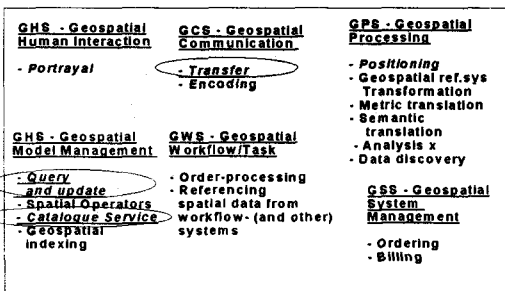 GHS - Geospatial
Human Interaction
- Portrayal
GCS - Geospatial
Communication
- Transfer
- Encoding
GPS - Geospatial
Processing
- Positioning
- Geospatial ref.sys
Transformation
- Metric translation
- Semantic
translation
- Analysis x
- Data discovery
GHS - Geospatial
Model Management
- Query
and update
- Spatial Operators
- Catalogue Service
- Geospatial
indexing
GWS - Geospatial
Workflow/Task
- Order-processing
- Referencing
spatial data from
workflow- (and other)
systems
GSS - Geospatial
System
Management
- Ordering
- Billing